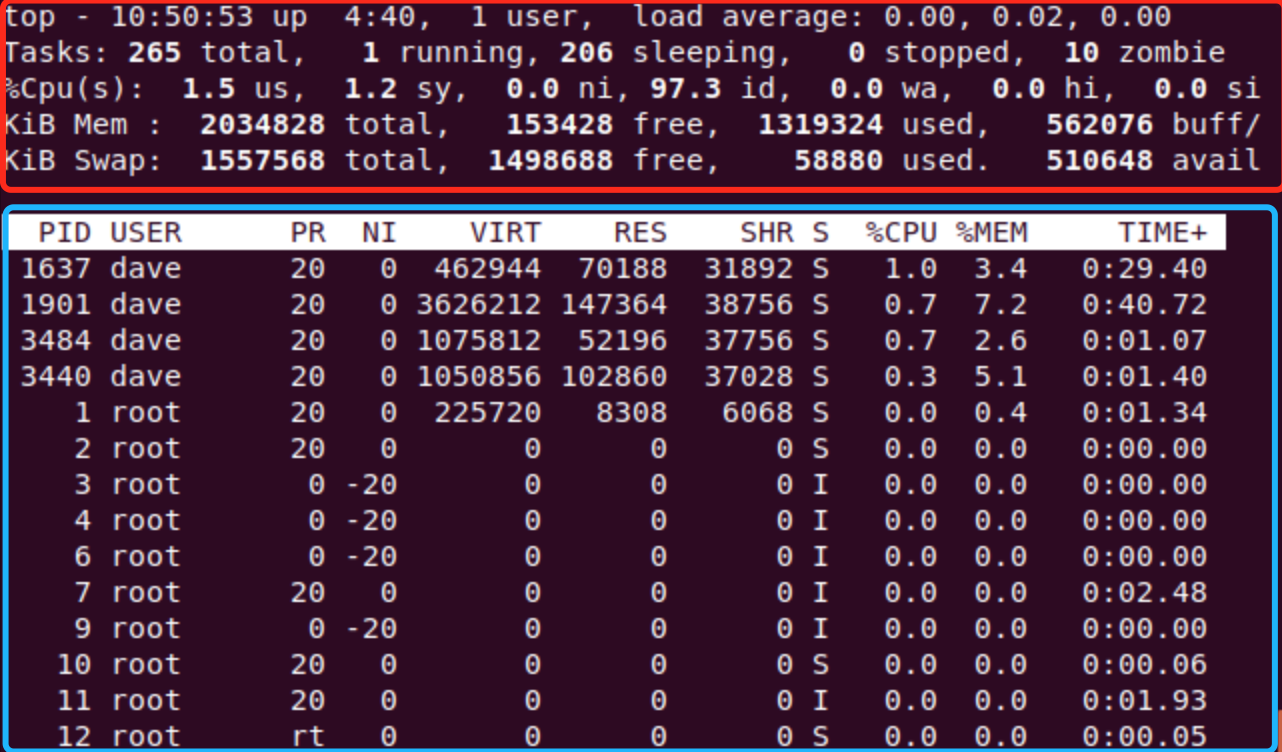 top - 10:50:53 up  4:40,  1 user,  load average: 0.00, 0.02, 0.00
Tasks: 265 total,   1 running, 206 sleeping,   0 stopped,  10 zombie
%Cpu(s):  1.5 us,  1.2 sy,  0.0 ni, 97.3 id,  0.0 wa,  0.0 hi,  0.0 si
KiB Mem :  2034828 total,   153428 free,  1319324 used,   562076 buff/
KiB Swap:  1557568 total,  1498688 free,    58880 used.   510648 avail
  PID USER      PR  NI    VIRT    RES    SHR S  %CPU %MEM     TIME+
 1637 dave      20   0  462944  70188  31892 S   1.0  3.4   0:29.40
 1901 dave      20   0 3626212 147364  38756 S   0.7  7.2   0:40.72
 3484 dave      20   0 1075812  52196  37756 S   0.7  2.6   0:01.07
 3440 dave      20   0 1050856 102860  37028 S   0.3  5.1   0:01.40
    1 root      20   0  225720   8308   6068 S   0.0  0.4   0:01.34
    2 root      20   0       0      0      0 S   0.0  0.0   0:00.00
    3 root       0 -20       0      0      0 I   0.0  0.0   0:00.00
    4 root       0 -20       0      0      0 I   0.0  0.0   0:00.00
    6 root       0 -20       0      0      0 I   0.0  0.0   0:00.00
    7 root      20   0       0      0      0 I   0.0  0.0   0:02.48
    9 root       0 -20       0      0      0 I   0.0  0.0   0:00.00
   10 root      20   0       0      0      0 S   0.0  0.0   0:00.06
   11 root      20   0       0      0      0 I   0.0  0.0   0:01.93
   12 root      rt   0       0      0      0 S   0.0  0.0   0:00.05